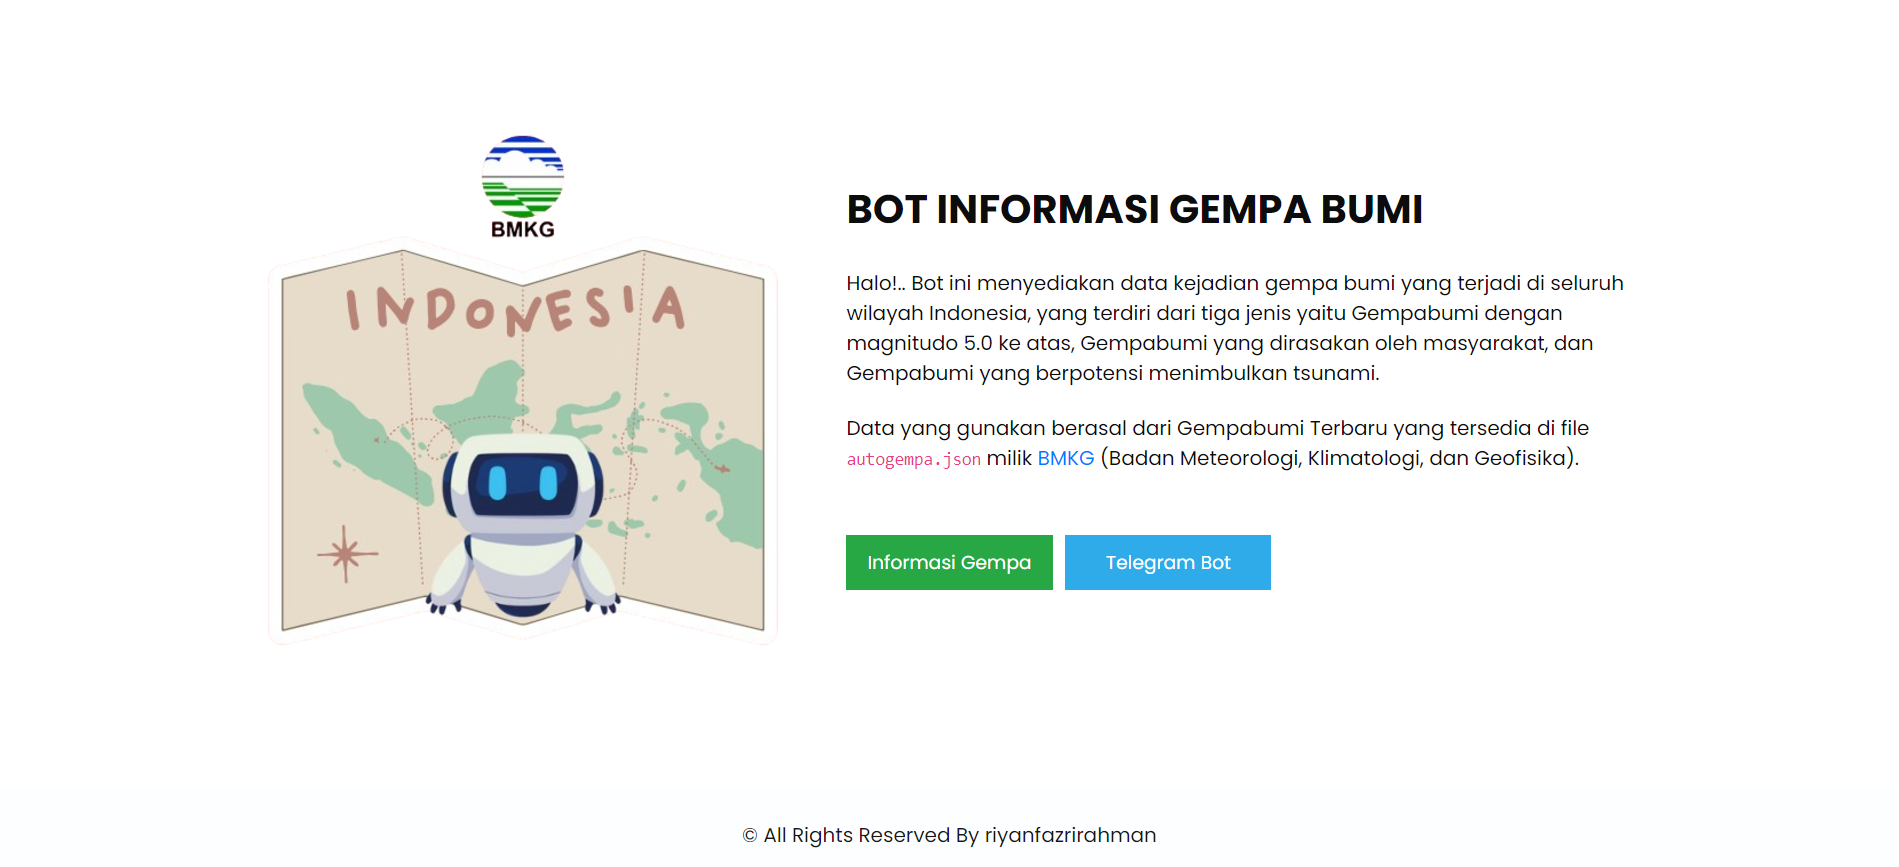 BMKG
INDONESIA
BOT INFORMASI GEMPA BUMI
Halo!.. Bot ini menyediakan data kejadian gempa bumi yang terjadi di seluruh
wilayah Indonesia, yang terdiri dari tiga jenis yaitu Gempabumi dengan
magnitudo 5.0 ke atas, Gempabumi yang dirasakan oleh masyarakat, dan
Gempabumi yang berpotensi menimbulkan tsunami.
Data yang gunakan berasal dari Gempabumi Terbaru yang tersedia di file
autogempa.json milik BMKG (Badan Meteorologi, Klimatologi, dan Geofisika).
Informasi Gempa
Telegram Bot
© All Rights Reserved By riyanfazrirahman